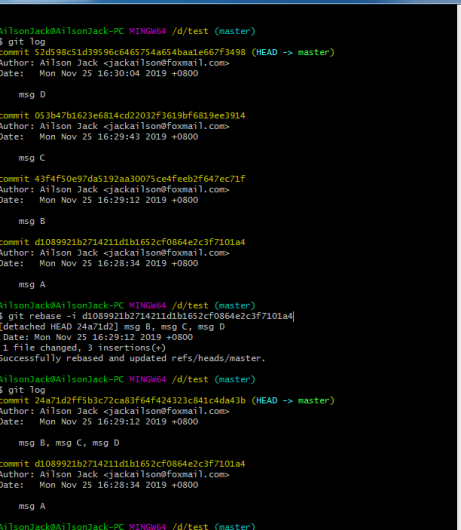 AilsonJack@AilsonJack-PC MINGW64 /d/test (master)
$ git log
commit 52d598c51d39596c6465754a654baa1e667f3498 (HEAD -> master)
Author: Ailson Jack <jackailson@foxmail.com>
Date:   Mon Nov 25 16:30:04 2019 +0800
msg D
commit 053b47b1623e6814cd22032f3619bf6819ee3914
Author: Ailson Jack <jackailson@foxmail.com>
Date:   Mon Nov 25 16:29:43 2019 +0800
msg C
commit 43f4f50e97da5192aa30075ce4feeb2f647ec71f
Author: Ailson Jack <jackailson@foxmail.com>
Date:   Mon Nov 25 16:29:12 2019 +0800
msg B
commit d1089921b2714211d1b1652cf0864e2c3f7101a4
Author: Ailson Jack <jackailson@foxmail.com>
Date:   Mon Nov 25 16:28:34 2019 +0800
msg A
AilsonJack@AilsonJack-PC MINGW64 /d/test (master)
$ git rebase -i d1089921b2714211d1b1652cf0864e2c3f7101a4
[detached HEAD 24a71d2] msg B, msg C, msg D
Date: Mon Nov 25 16:29:12 2019 +0800
1 file changed, 3 insertions(+)
Successfully rebased and updated refs/heads/master.
AilsonJack@AilsonJack-PC MINGW64 /d/test (master)
$ git log
commit 24a71d2ff5b3c72ca83f64f424323c841c4da43b (HEAD -> master)
Author: Ailson Jack <jackailson@foxmail.com>
Date:   Mon Nov 25 16:29:12 2019 +0800
msg B, msg C, msg D
commit d1089921b2714211d1b1652cf0864e2c3f7101a4
Author: Ailson Jack <jackailson@foxmail.com>
Date:   Mon Nov 25 16:28:34 2019 +0800
msg A
AilsonJack@AilsonJack-PC MINGW64 /d/test (master)